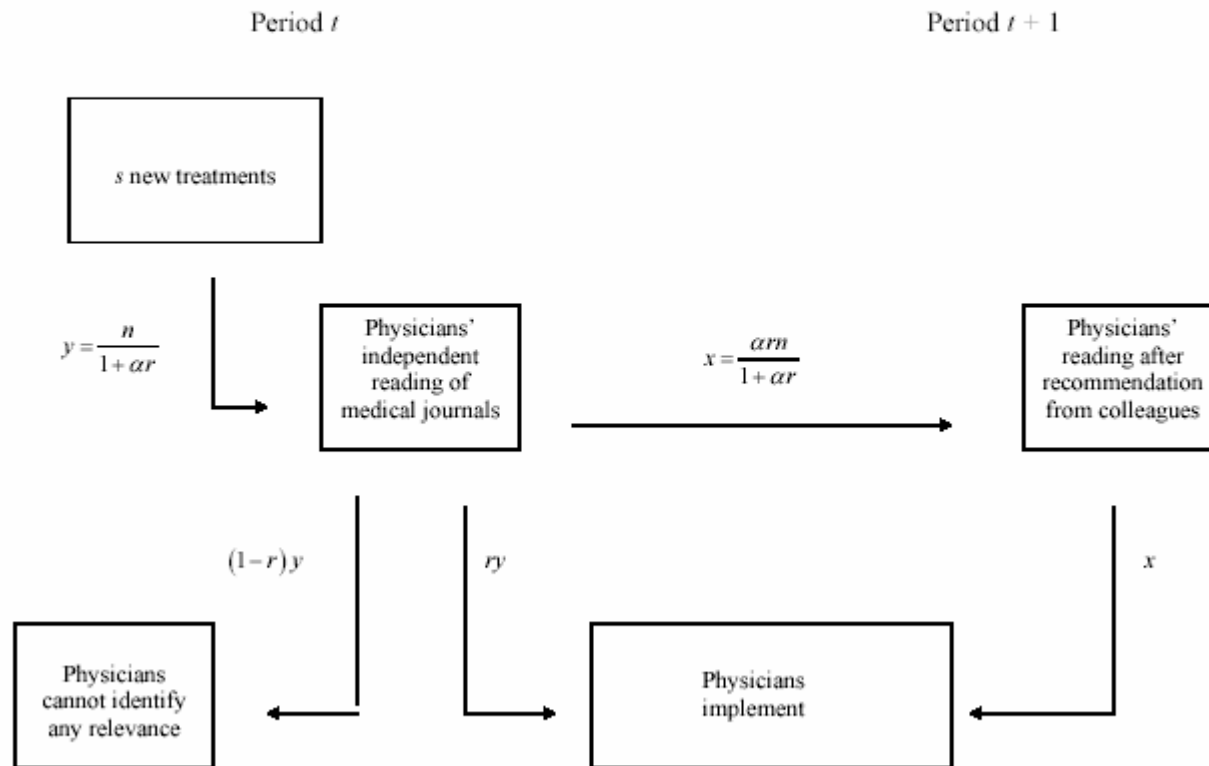 Period t
Period t + 1
s new treatments
y = n / (1 + αr)
Physicians’
independent
reading of
medical journals
x = αrn / (1 + αr)
Physicians’
reading after
recommendation
from colleagues
(1−r) y
ry
x
Physicians
cannot identify
any relevance
Physicians
implement